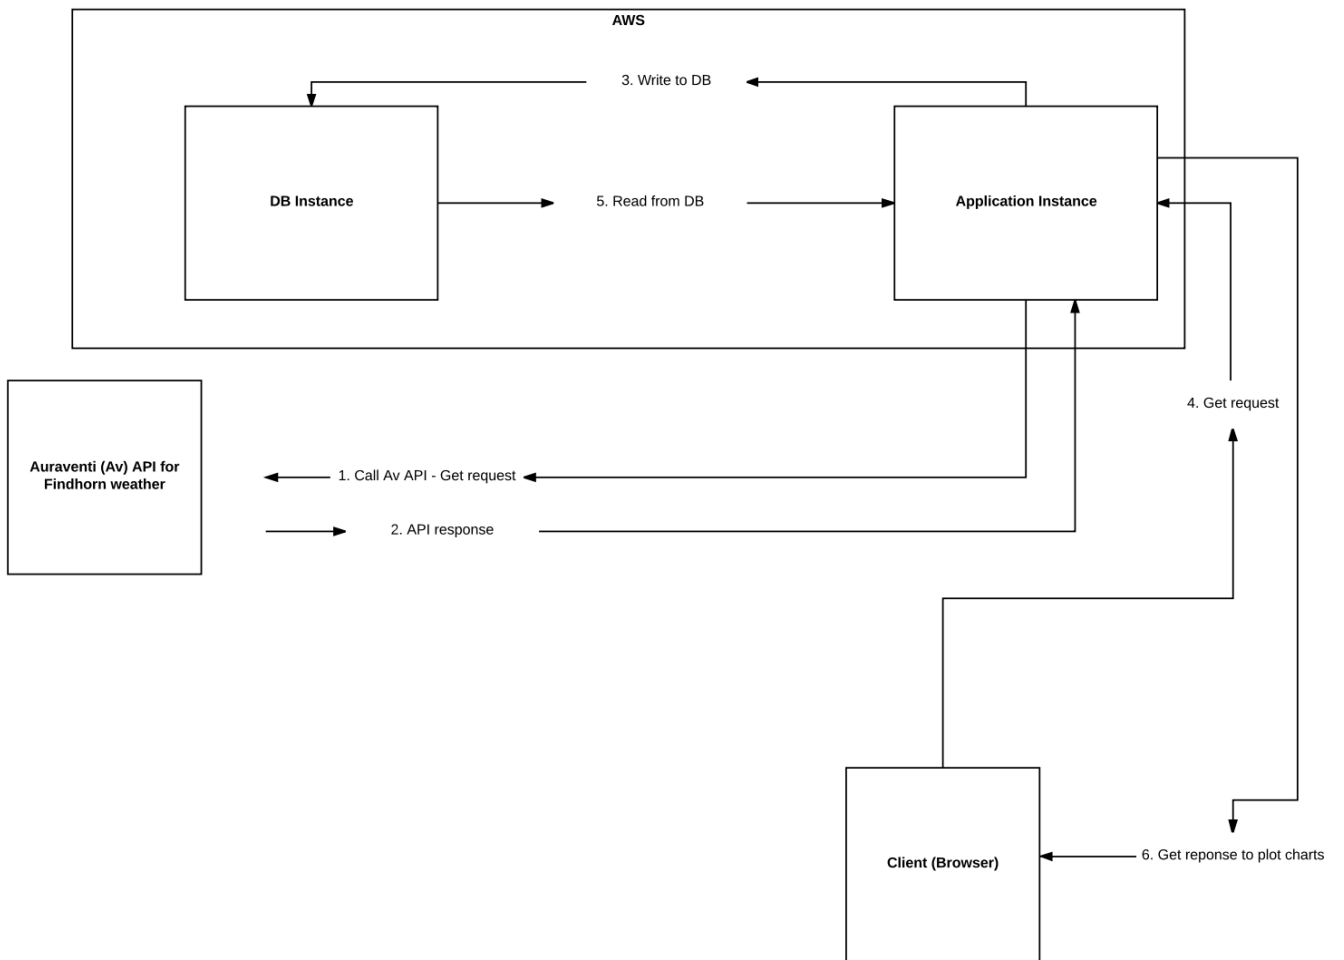 AWS
3. Write to DB
DB Instance
5. Read from DB
Application Instance
4. Get request
Auraventi (Av) API for
Findhorn weather
1. Call Av API - Get request
2. API response
Client (Browser)
6. Get reponse to plot charts